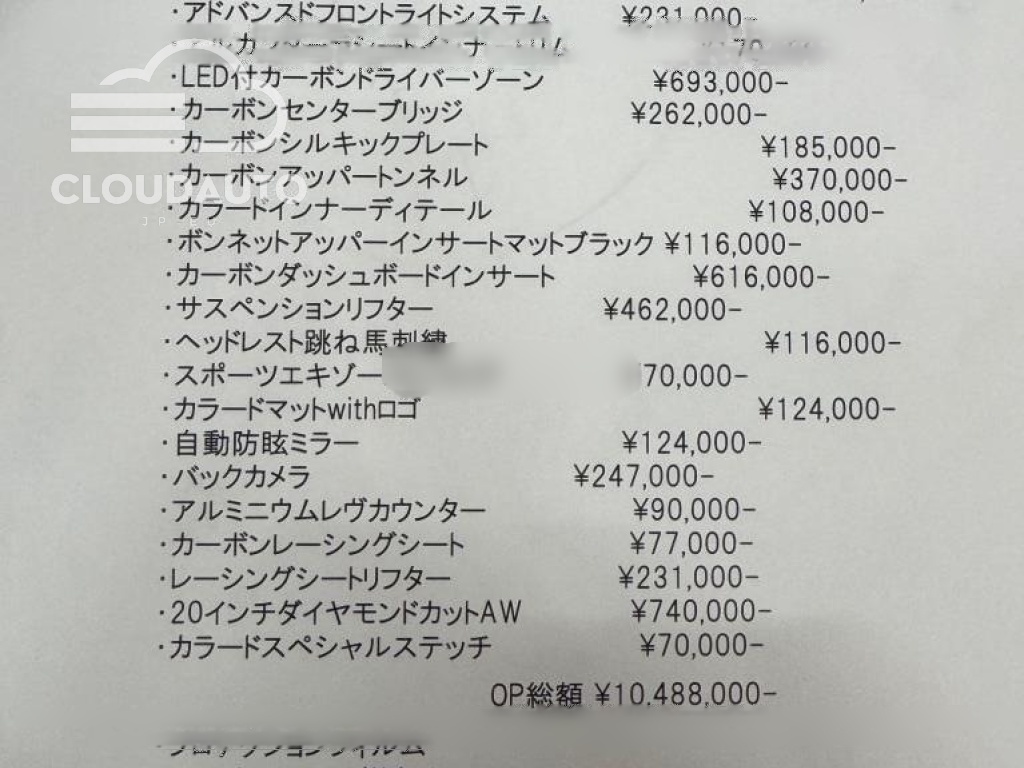 ・アドバンスドフロントライトシステム ¥231,000-
・LED付カーボンドライバーゾーン ¥693,000-
・カーボンセンターブリッジ ¥262,000-
・カーボンシルキックプレート ¥185,000-
・カーボンアッパートンネル ¥370,000-
・カラードインナーディテール ¥108,000-
・ボンネットアッパーインサートマットブラック ¥116,000-
・カーボンダッシュボードインサート ¥616,000-
・サスペンションリフター ¥462,000-
・ヘッドレスト跳ね馬刺繍 ¥116,000-
・スポーツエキゾー 70,000-
・カラードマットwithロゴ ¥124,000-
・自動防眩ミラー ¥124,000-
・バックカメラ ¥247,000-
・アルミニウムレヴカウンター ¥90,000-
・カーボンレーシングシート ¥77,000-
・レーシングシートリフター ¥231,000-
・20インチダイヤモンドカットAW ¥740,000-
・カラードスペシャルステッチ ¥70,000-
OP総額 ¥10,488,000-
・プロテクションフィルム
CLOUDAUTO